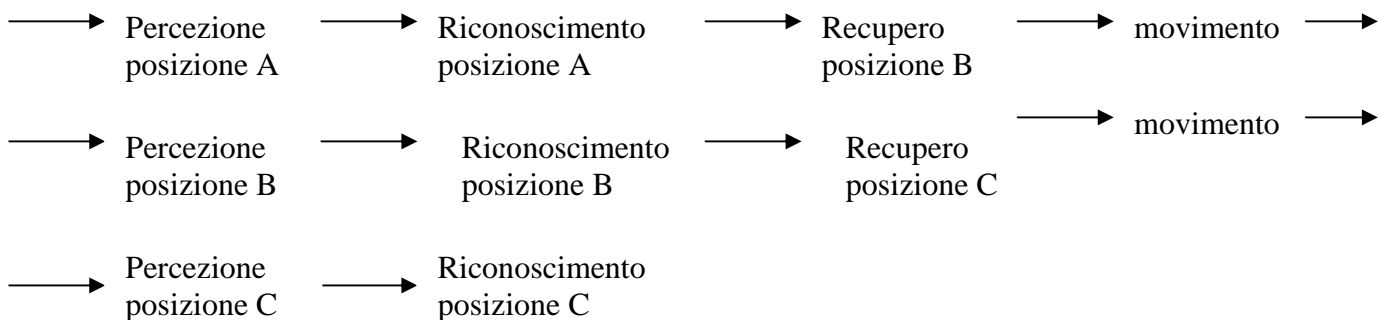 Percezione Riconoscimento Recupero movimento
posizione A posizione A posizione B
movimento
Percezione Riconoscimento Recupero
posizione B posizione B posizione C
Percezione Riconoscimento
posizione C posizione C